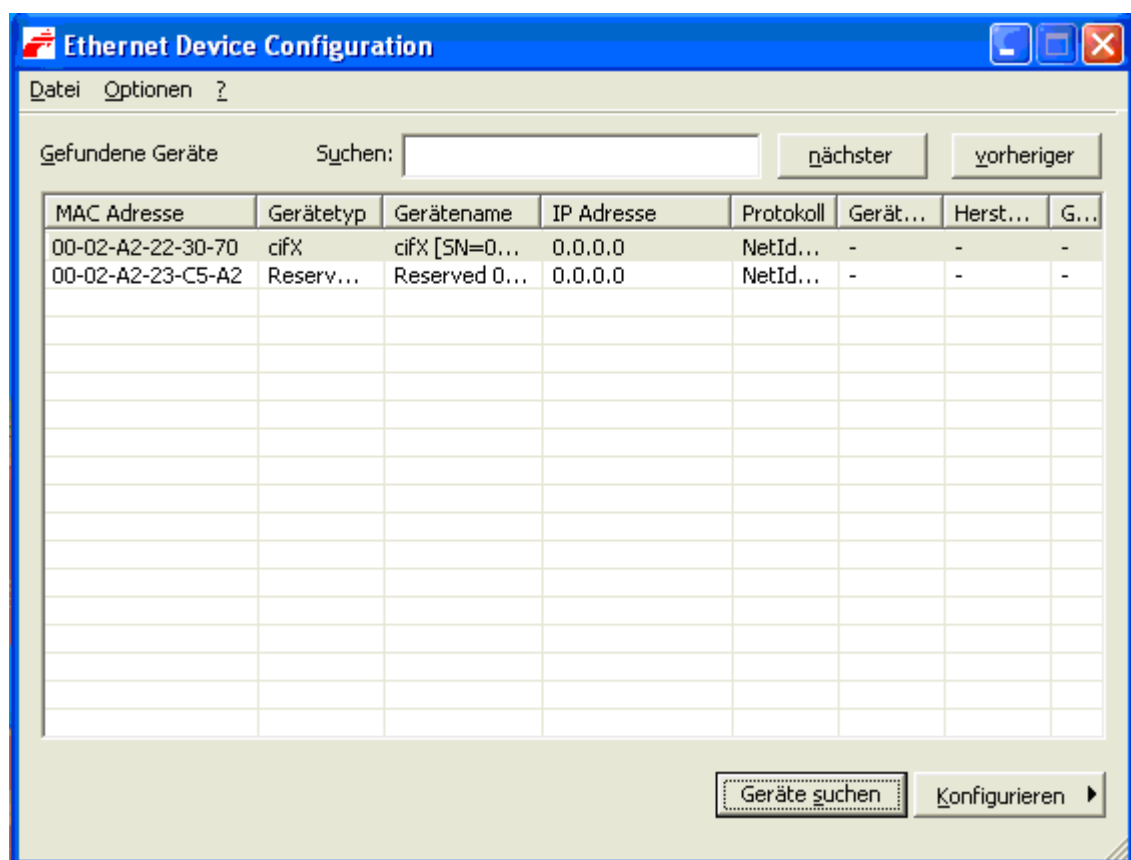 Ethernet Device Configuration
Datei Optionen ?
Gefundene Geräte Suchen: nächster vorheriger
MAC Adresse Gerätetyp Gerätename IP Adresse Protokoll Gerät... Herst... G...
00-02-A2-22-30-70 cifX cifX [SN=0... 0.0.0.0 NetId... - - -
00-02-A2-23-C5-A2 Reserv... Reserved 0... 0.0.0.0 NetId... - - -
Geräte suchen Konfigurieren